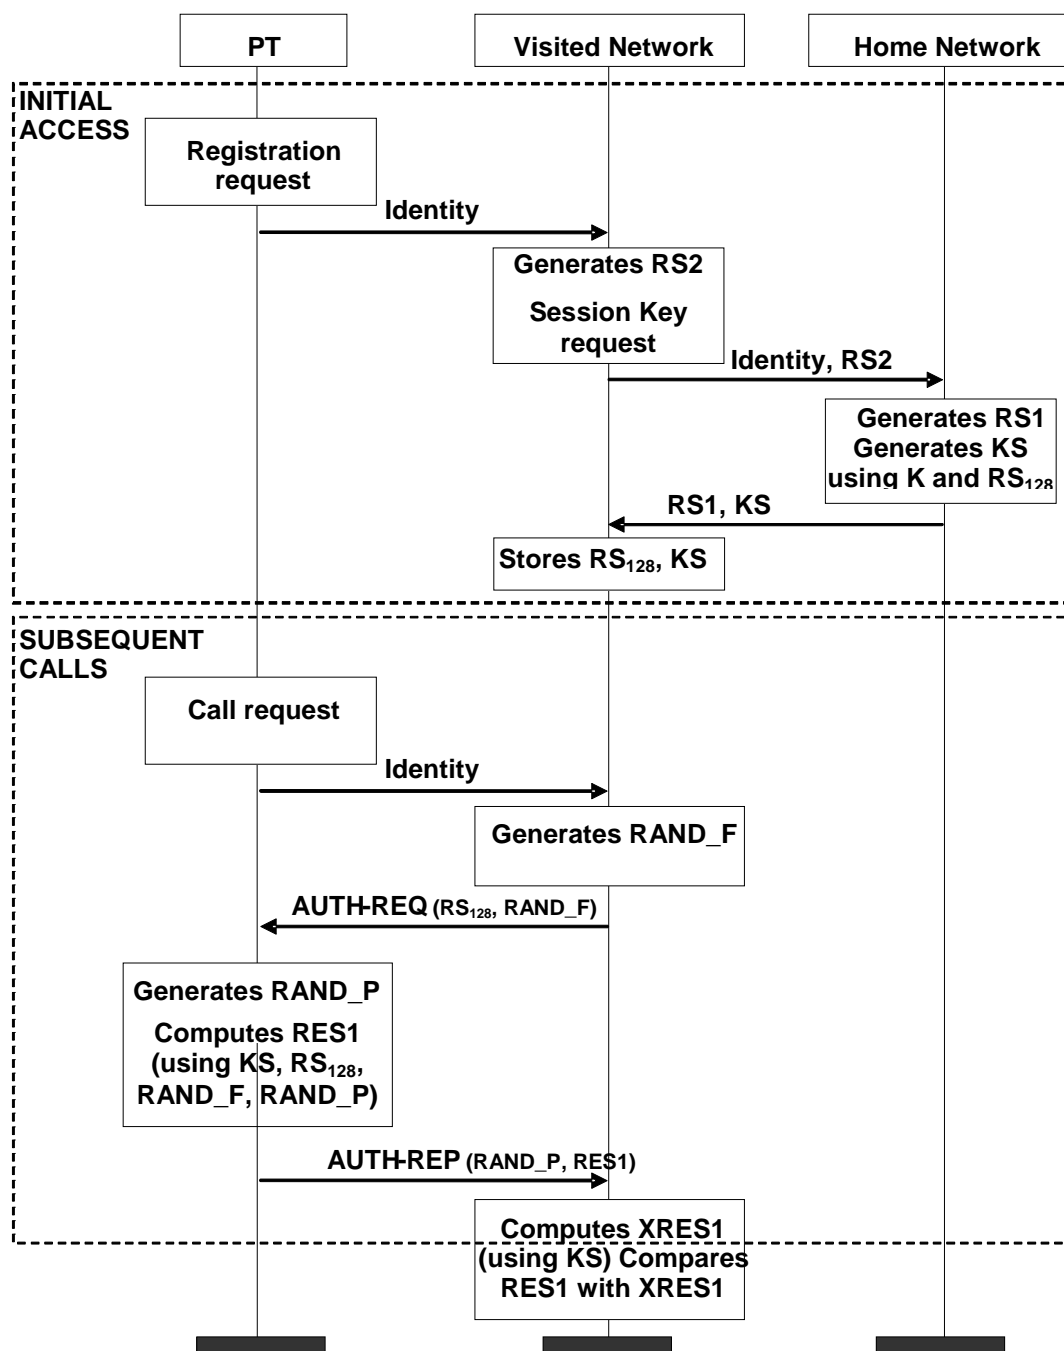 PT
Visited Network
Home Network
INITIAL
ACCESS
Registration
request
Identity
Generates RS2
Session Key
request
Identity, RS2
Generates RS1
Generates KS
using K and RS128
RS1, KS
Stores RS128, KS
SUBSEQUENT
CALLS
Call request
Identity
Generates RAND_F
AUTH-REQ (RS128, RAND_F)
Generates RAND_P
Computes RES1
(using KS, RS128,
RAND_F, RAND_P)
AUTH-REP (RAND_P, RES1)
Computes XRES1
(using KS) Compares
RES1 with XRES1